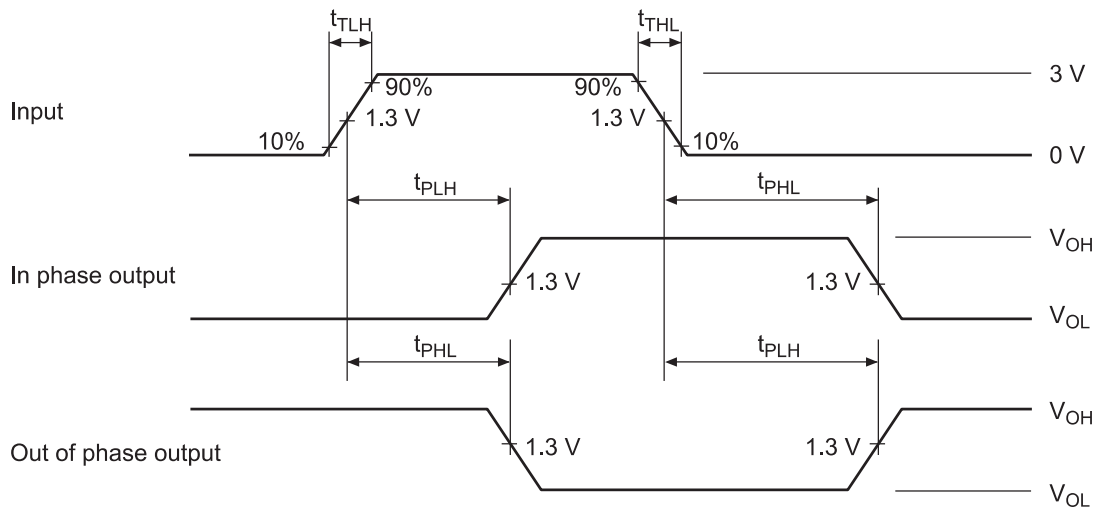 tTLH tTHL
90% 90% 3 V
Input 1.3 V 1.3 V
10% 10%
0 V
tPLH tPHL
VOH
In phase output 1.3 V 1.3 V
VOL
tPHL tPLH
VOH
Out of phase output 1.3 V 1.3 V
VOL